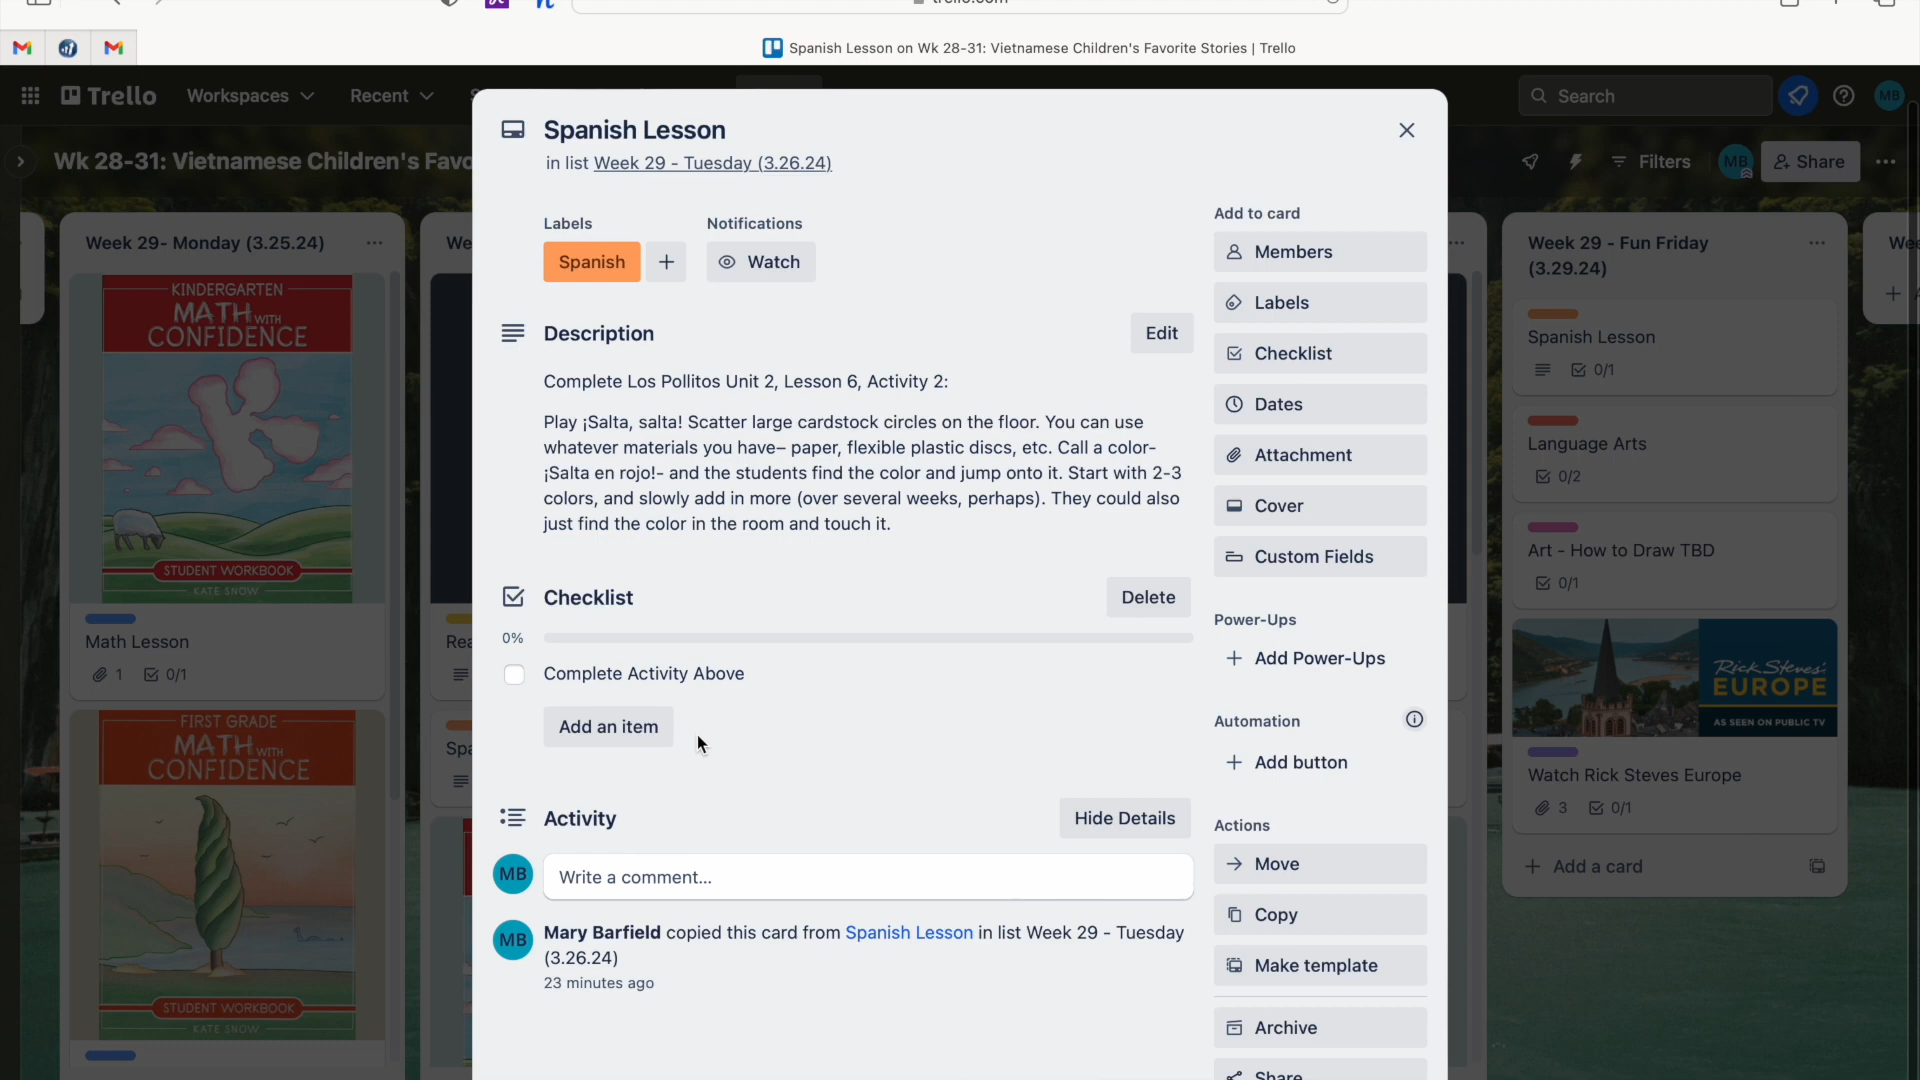 Spanish Lesson on Wk 28-31: Vietnamese Children's Favorite Stories | Trello
Trello
Workspaces
Recent
Search
MB
Wk 28-31: Vietnamese Children's Favo
Filters
MB
Share
Spanish Lesson
in list Week 29 - Tuesday (3.26.24)
Labels
Notifications
Spanish
Watch
Description
Edit
Complete Los Pollitos Unit 2, Lesson 6, Activity 2:
Play ¡Salta, salta! Scatter large cardstock circles on the floor. You can use
whatever materials you have– paper, flexible plastic discs, etc. Call a color-
¡Salta en rojo!- and the students find the color and jump onto it. Start with 2-3
colors, and slowly add in more (over several weeks, perhaps). They could also
just find the color in the room and touch it.
Checklist
Delete
0%
Complete Activity Above
Add an item
Activity
Hide Details
MB
Write a comment...
MB
Mary Barfield copied this card from Spanish Lesson in list Week 29 - Tuesday
(3.26.24)
23 minutes ago
Add to card
Members
Labels
Checklist
Dates
Attachment
Cover
Custom Fields
Power-Ups
+ Add Power-Ups
Automation
+ Add button
Actions
Move
Copy
Make template
Archive
Share
Week 29- Monday (3.25.24)
KINDERGARTEN
MATH WITH
CONFIDENCE
STUDENT WORKBOOK
KATE SNOW
Math Lesson
1
0/1
FIRST GRADE
MATH WITH
CONFIDENCE
STUDENT WORKBOOK
KATE SNOW
We
Rea
Spa
Week 29 - Fun Friday
(3.29.24)
Spanish Lesson
0/1
Language Arts
0/2
Art - How to Draw TBD
0/1
Rick Steves'
EUROPE
AS SEEN ON PUBLIC TV
Watch Rick Steves Europe
3
0/1
+ Add a card
Wee